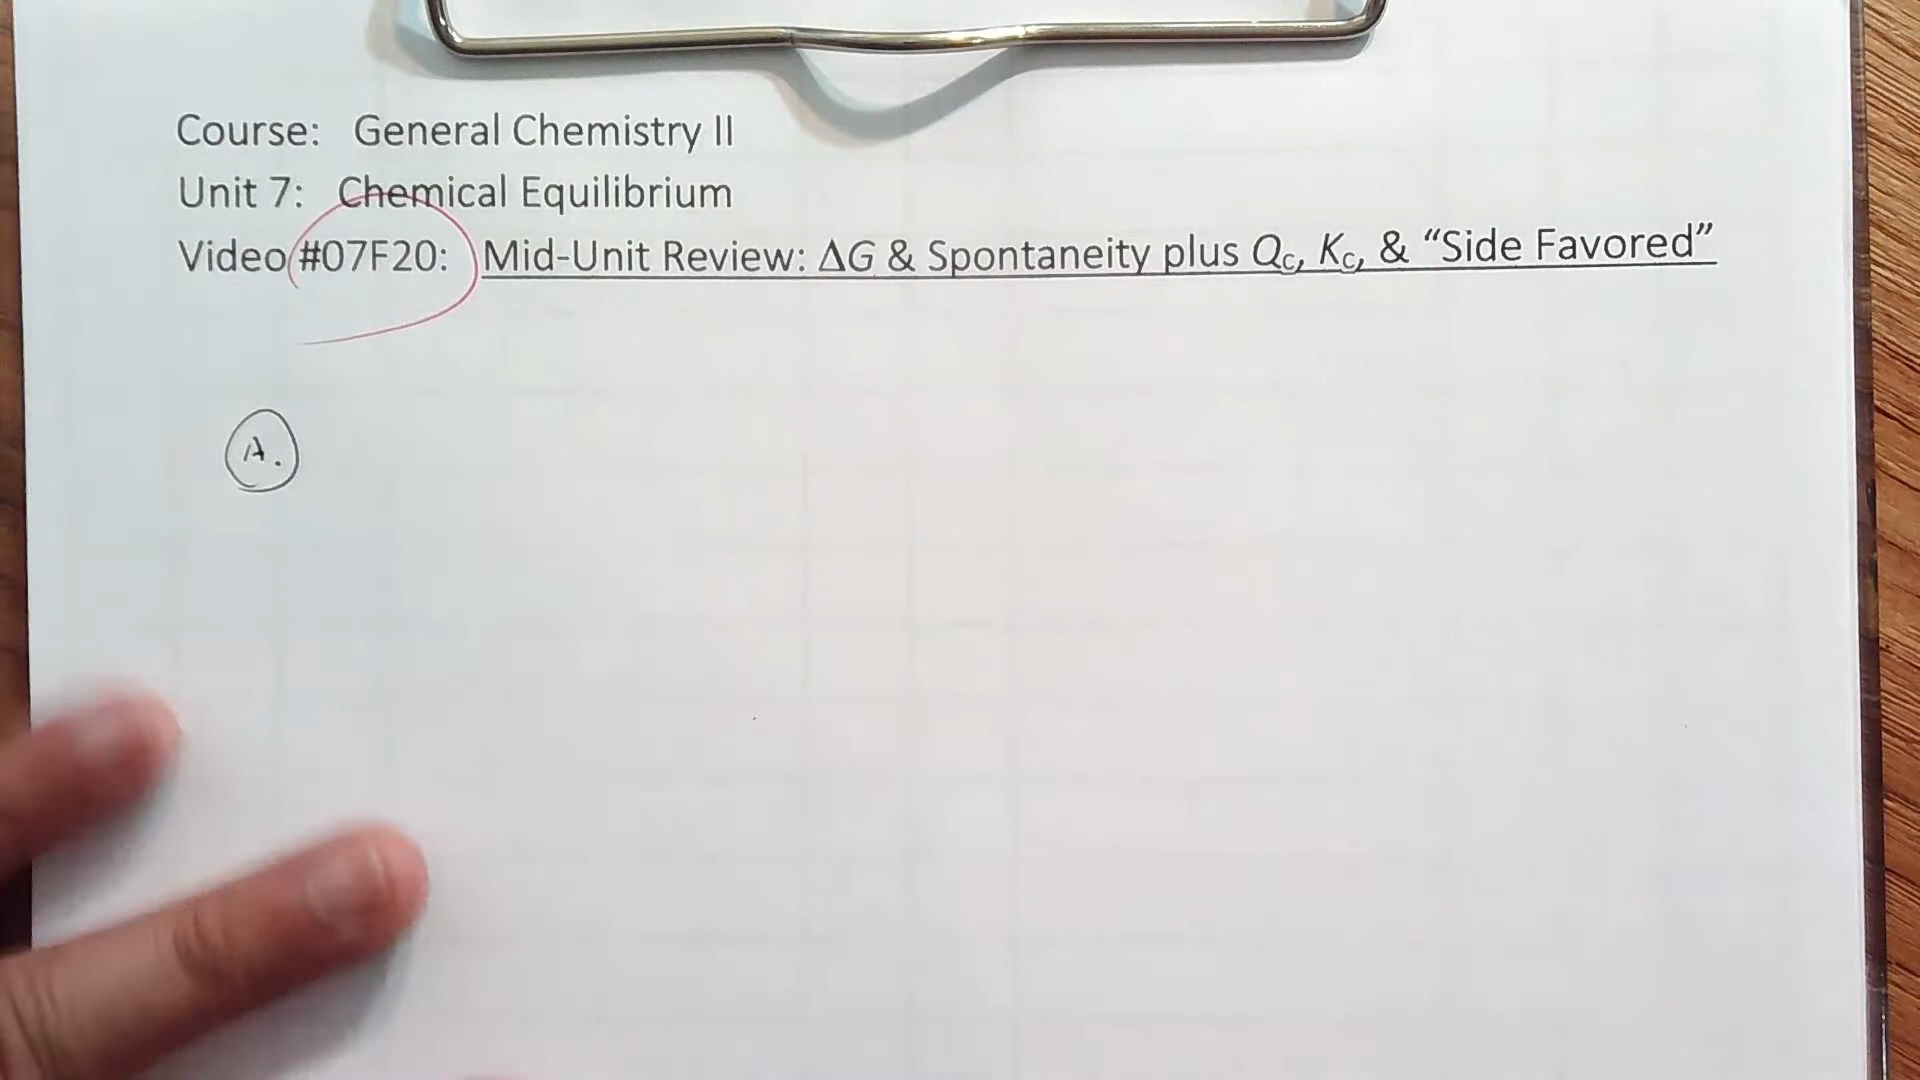 Course: General Chemistry II
Unit 7: Chemical Equilibrium
Video #07F20: Mid-Unit Review: ΔG & Spontaneity plus Qc, Kc, & “Side Favored”
A.